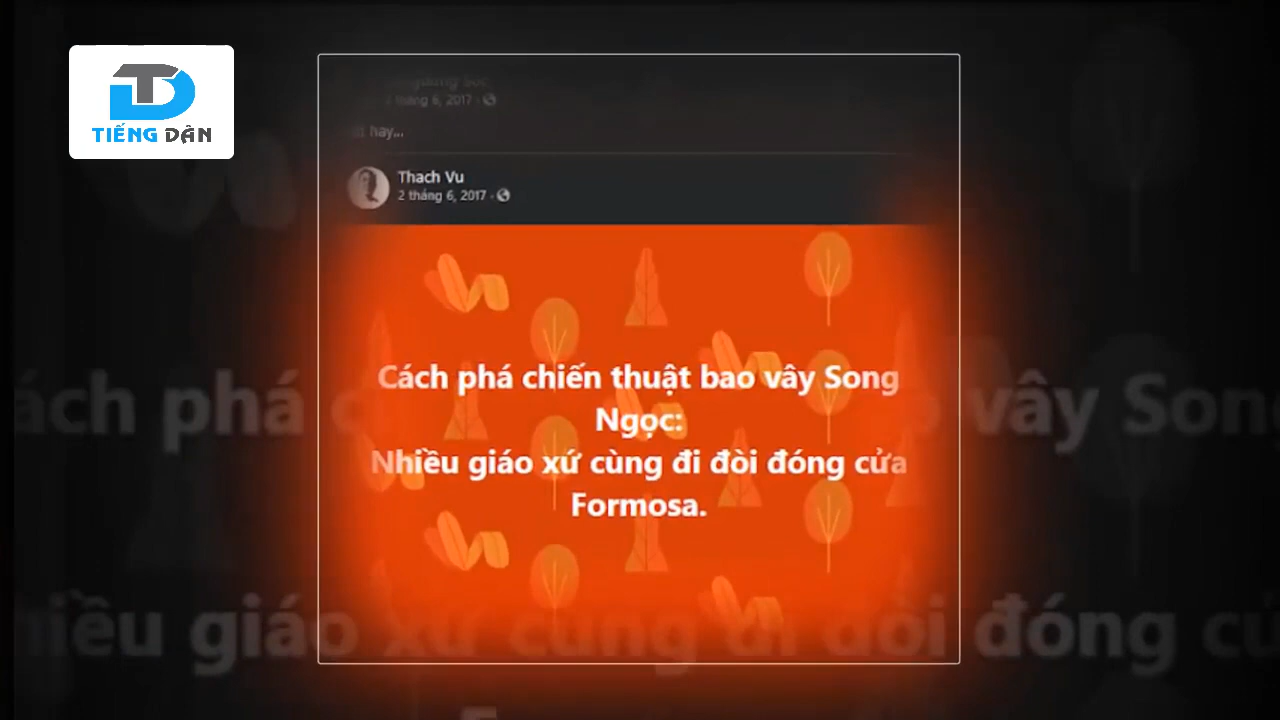 TIẾNG DÂN
tháng 6, 2017
hay...
Thach Vu
2 tháng 6, 2017
Cách phá chiến thuật bao vây Song
Ngọc:
Nhiều giáo xứ cùng đi đòi đóng cửa
Formosa.